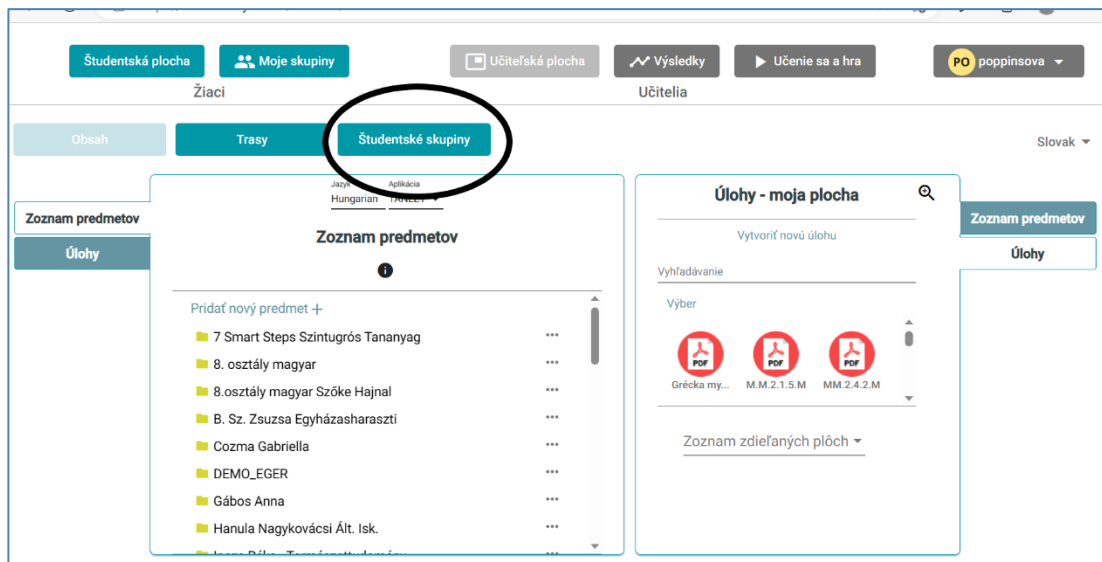 Študentská plocha
Moje skupiny
Učiteľská plocha
Výsledky
Učenie sa a hra
PO poppinsova
Žiaci
Učitelia
Obsah
Trasy
Študentské skupiny
Slovak
Zoznam predmetov
Úlohy
Jazyk
Aplikácia
Hungarian
Zoznam predmetov
Pridať nový predmet +
7 Smart Steps Szintugrós Tananyag
8. osztály magyar
8.osztály magyar Szőke Hajnal
B. Sz. Zsuzsa Egyházasharaszti
Cozma Gabriella
DEMO_EGER
Gábos Anna
Hanula Nagykovácsi Ált. Isk.
Úlohy - moja plocha
Vytvoriť novú úlohu
Vyhľadávanie
Výber
PDF
PDF
PDF
Grécka my...
M.M.2.1.5.M
MM.2.4.2.M
Zoznam zdieľaných plôch
Zoznam predmetov
Úlohy